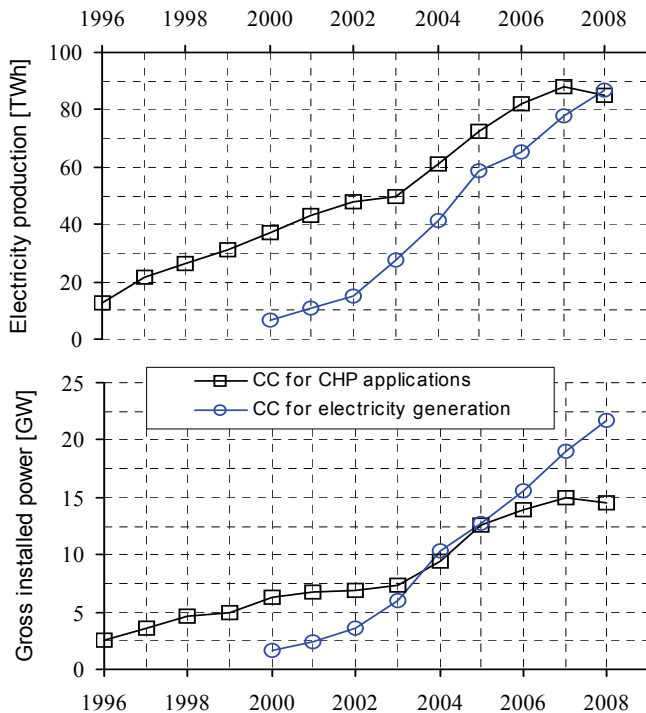 1996 1998 2000 2002 2004 2006 2008
Electricity production [TWh]
100
80
60
40
20
0
CC for CHP applications
CC for electricity generation
Gross installed power [GW]
25
20
15
10
5
0
1996 1998 2000 2002 2004 2006 2008